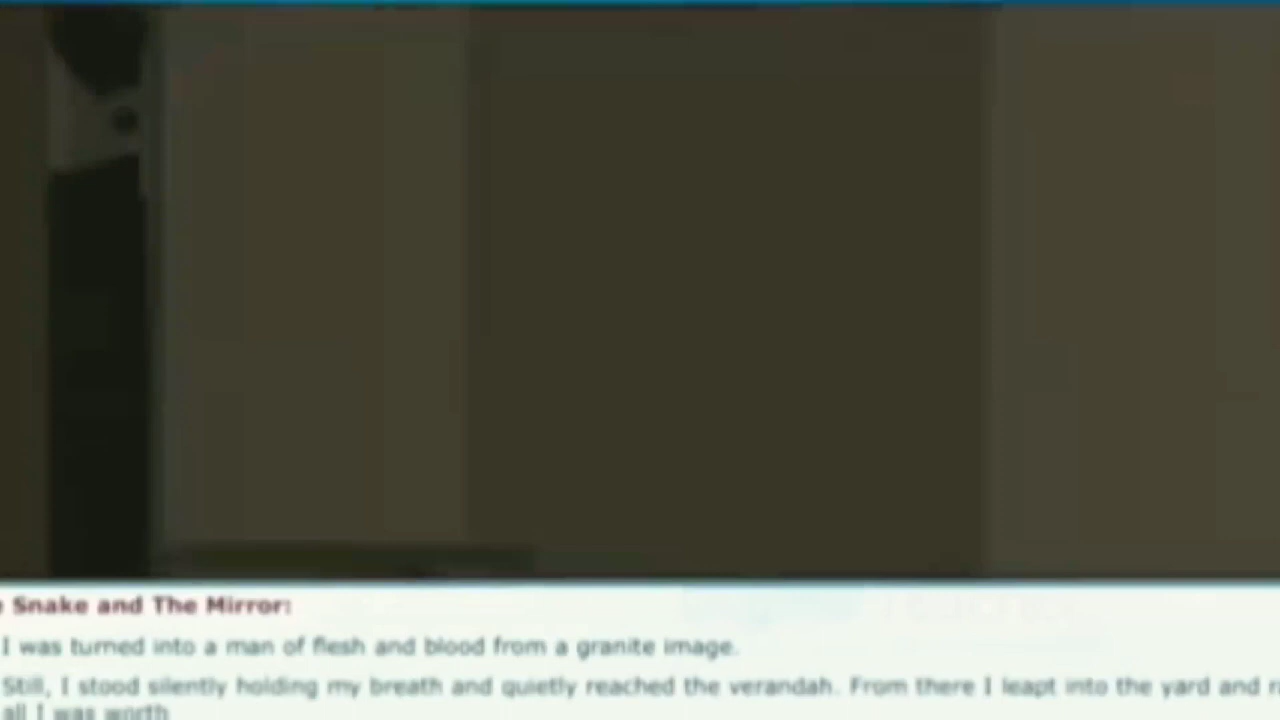 Snake and The Mirror:
I was turned into a man of flesh and blood from a granite image.
Still, I stood silently holding my breath and quietly reached the verandah. From there I leapt into the yard and
all I was worth